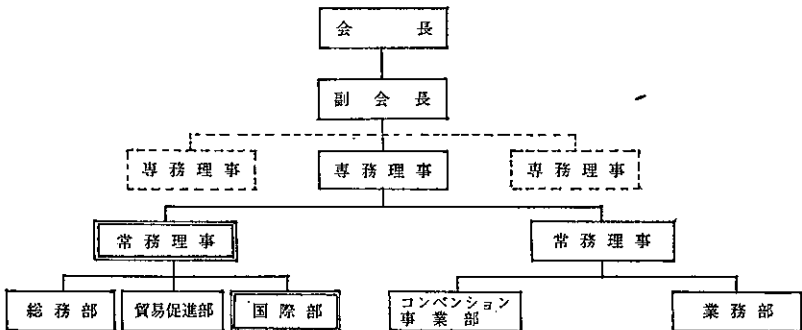 会長
副会長
専務理事
専務理事
専務理事
常務理事
常務理事
総務部
貿易促進部
国際部
コンベンション
事業部
業務部